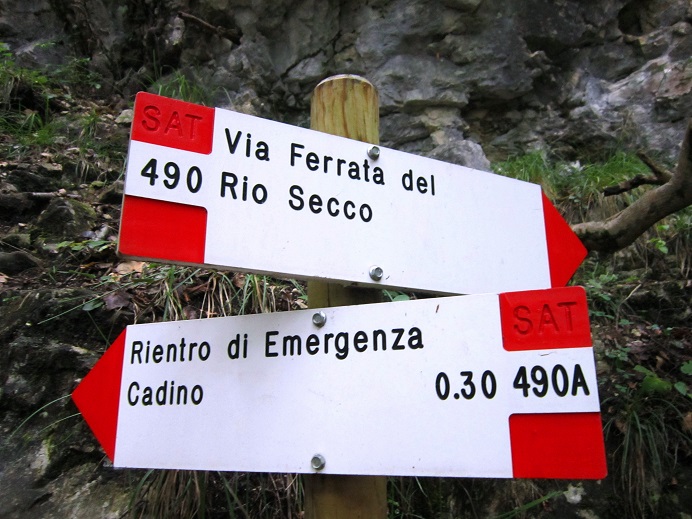 SAT
490
Via Ferrata del
Rio Secco
Rientro di Emergenza
Cadino
0.30
SAT
490A